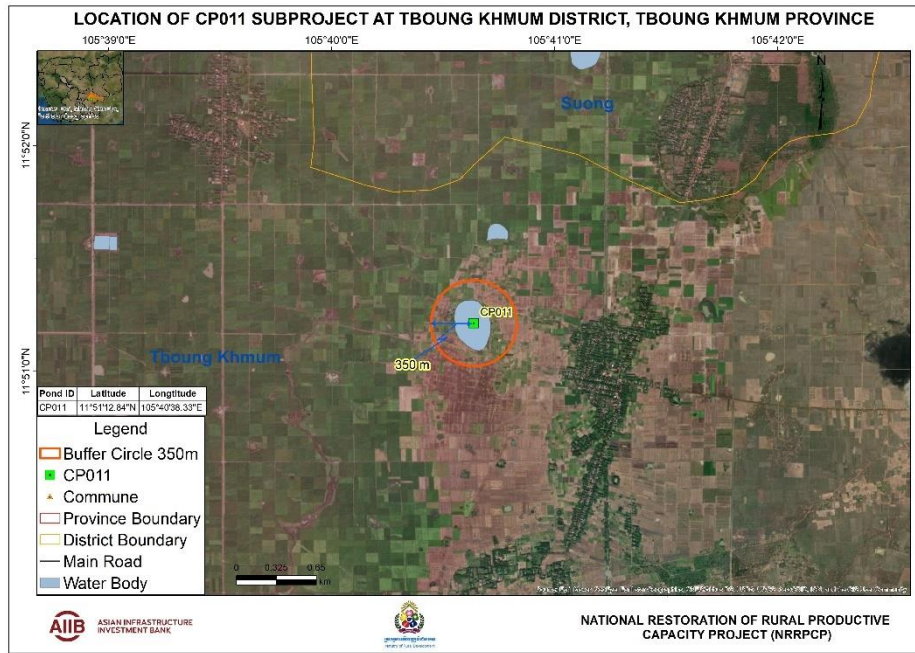 LOCATION OF CP011 SUBPROJECT AT TBOUNG KHMUM DISTRICT, TBOUNG KHMUM PROVINCE
105°39'0"E 105°40'0"E 105°41'0"E 105°42'0"E
N
Suong
11°52'0"N
CP011
350 m
Tboung Khmum
11°51'0"N
Pond ID Latitude Longtitude
CP011 11°51'12.84"N 105°40'38.33"E
Legend
Buffer Circle 350m
CP011
Commune
Province Boundary
District Boundary
Main Road
Water Body
0 0.325 0.65
km
AIIB
ASIAN INFRASTRUCTURE
INVESTMENT BANK
Ministry of Rural Development
NATIONAL RESTORATION OF RURAL PRODUCTIVE
CAPACITY PROJECT (NRRPCP)